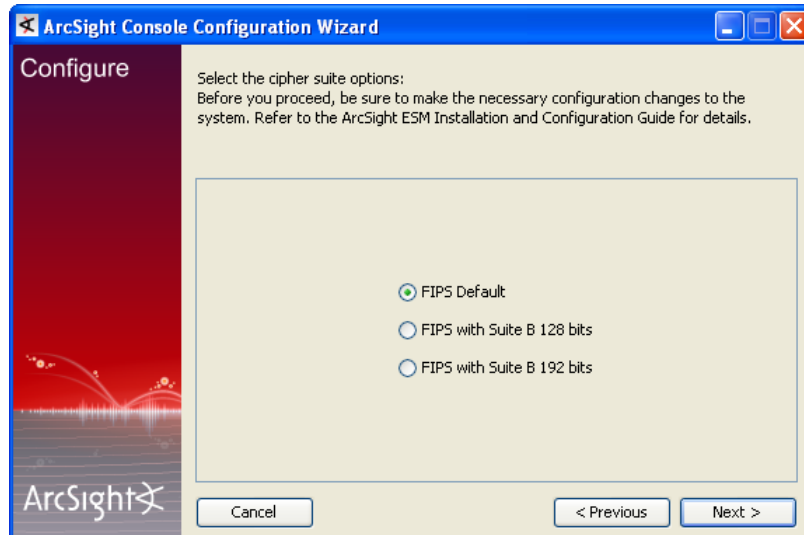 ArcSight Console Configuration Wizard
Configure
Select the cipher suite options:
Before you proceed, be sure to make the necessary configuration changes to the
system. Refer to the ArcSight ESM Installation and Configuration Guide for details.
FIPS Default
FIPS with Suite B 128 bits
FIPS with Suite B 192 bits
ArcSight
Cancel
< Previous
Next >